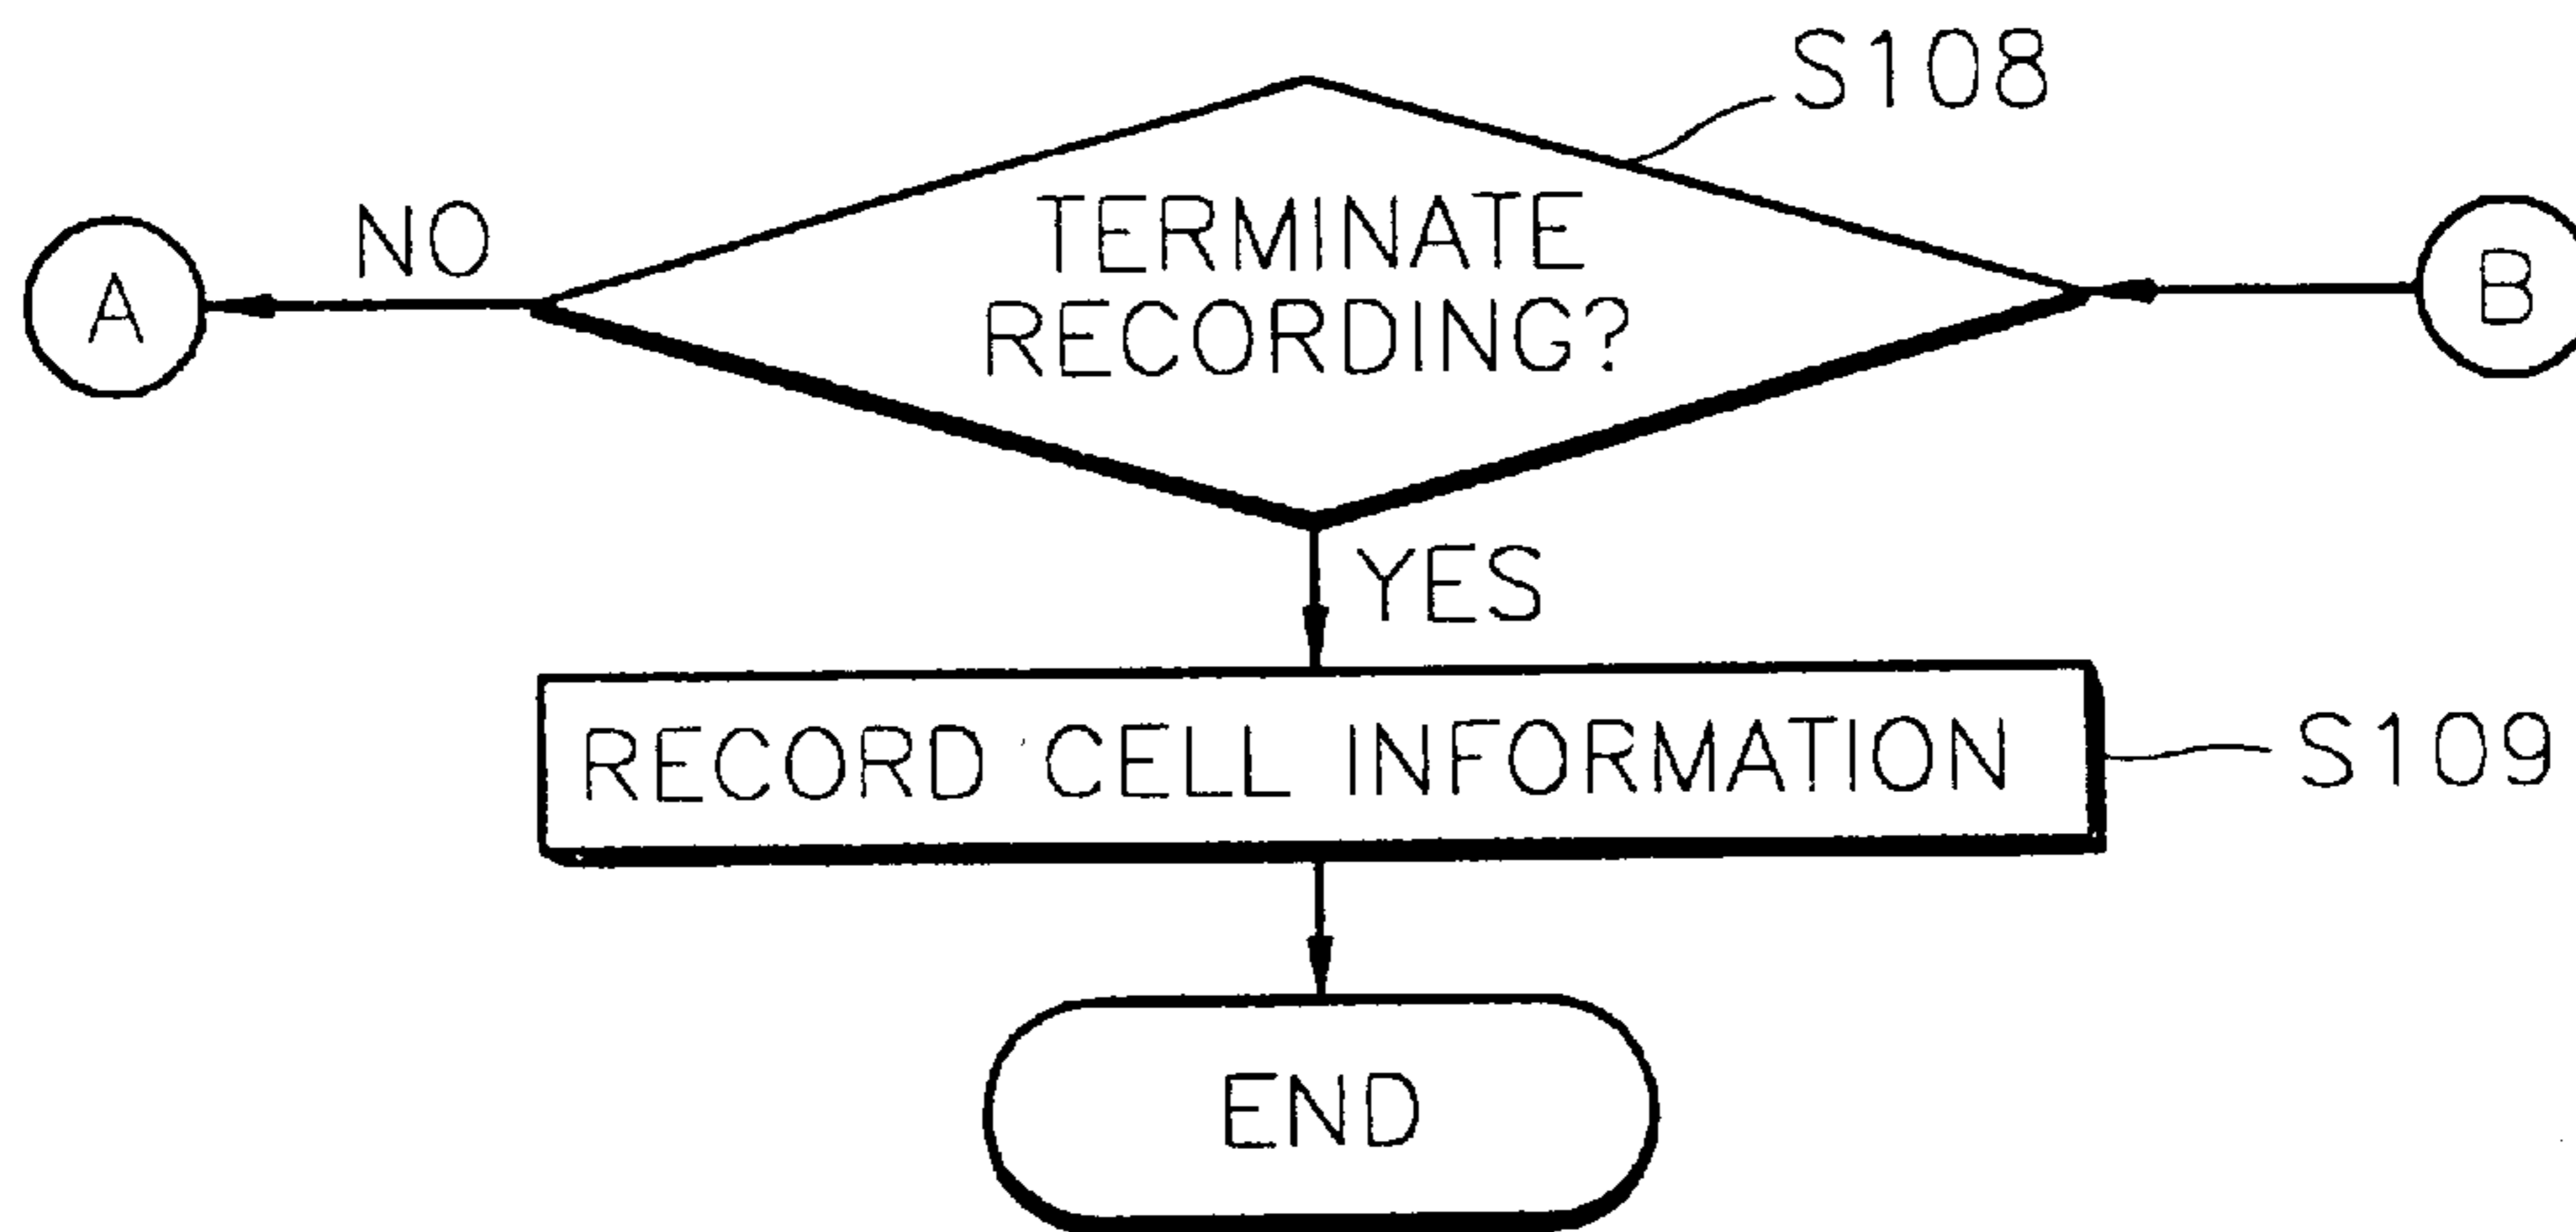 S108
TERMINATE
RECORDING?
NO
A
B
YES
RECORD CELL INFORMATION
S109
END